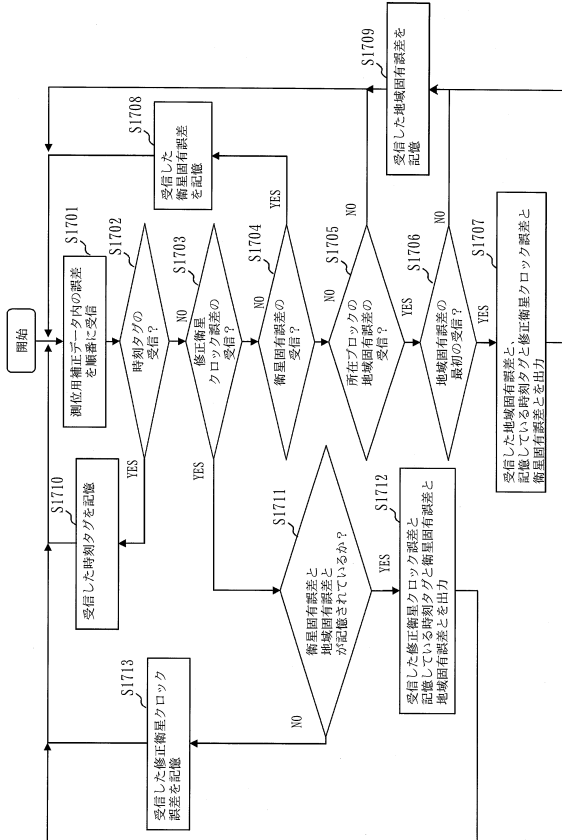 開始
S1701
測位用補正データ内の誤差
を順番に受信
S1702
時刻タグの
受信？
YES
NO
S1710
受信した時刻タグを記憶
S1703
修正衛星
クロック誤差の
受信？
YES
NO
S1704
衛星固有誤差の
受信？
YES
NO
S1708
受信した
衛星固有誤差
を記憶
S1705
所在ブロックの
地域固有誤差の
受信？
NO
YES
S1706
地域固有誤差の
最初の受信？
NO
YES
S1709
受信した地域固有誤差を
記憶
S1707
受信した地域固有誤差と、
記憶している時刻タグと修正衛星クロック誤差と
衛星固有誤差とを出力
S1711
衛星固有誤差と
地域固有誤差と
が記憶されているか？
YES
NO
S1712
受信した修正衛星クロック誤差と
記憶している時刻タグと衛星固有誤差と
地域固有誤差とを出力
S1713
受信した修正衛星クロック
誤差を記憶